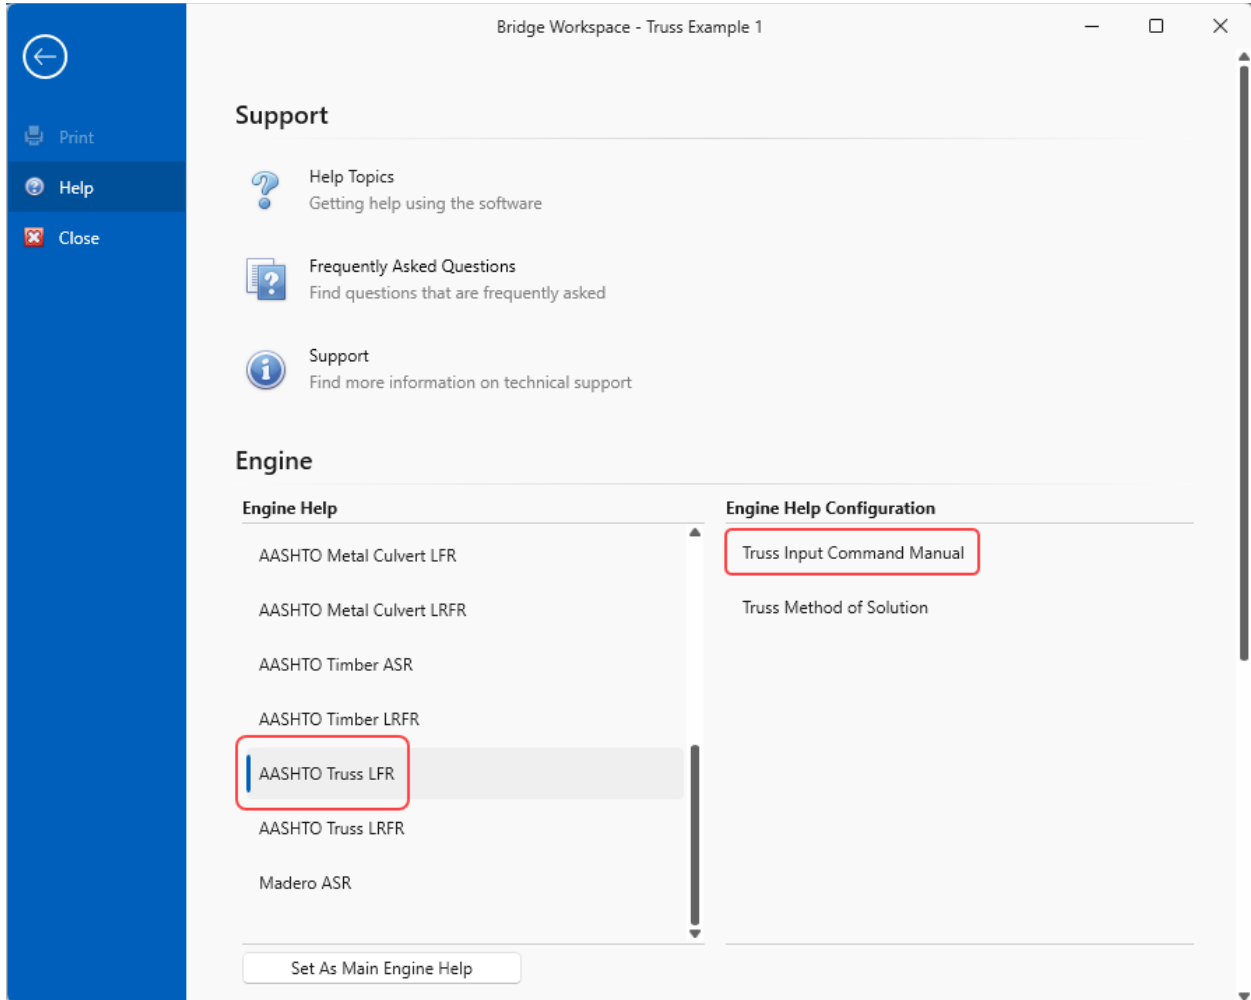 Bridge Workspace - Truss Example 1
Print
Help
Close
Support
Help Topics
Getting help using the software
Frequently Asked Questions
Find questions that are frequently asked
Support
Find more information on technical support
Engine
Engine Help
AASHTO Metal Culvert LFR
AASHTO Metal Culvert LRFR
AASHTO Timber ASR
AASHTO Timber LRFR
AASHTO Truss LFR
AASHTO Truss LRFR
Madero ASR
Set As Main Engine Help
Engine Help Configuration
Truss Input Command Manual
Truss Method of Solution